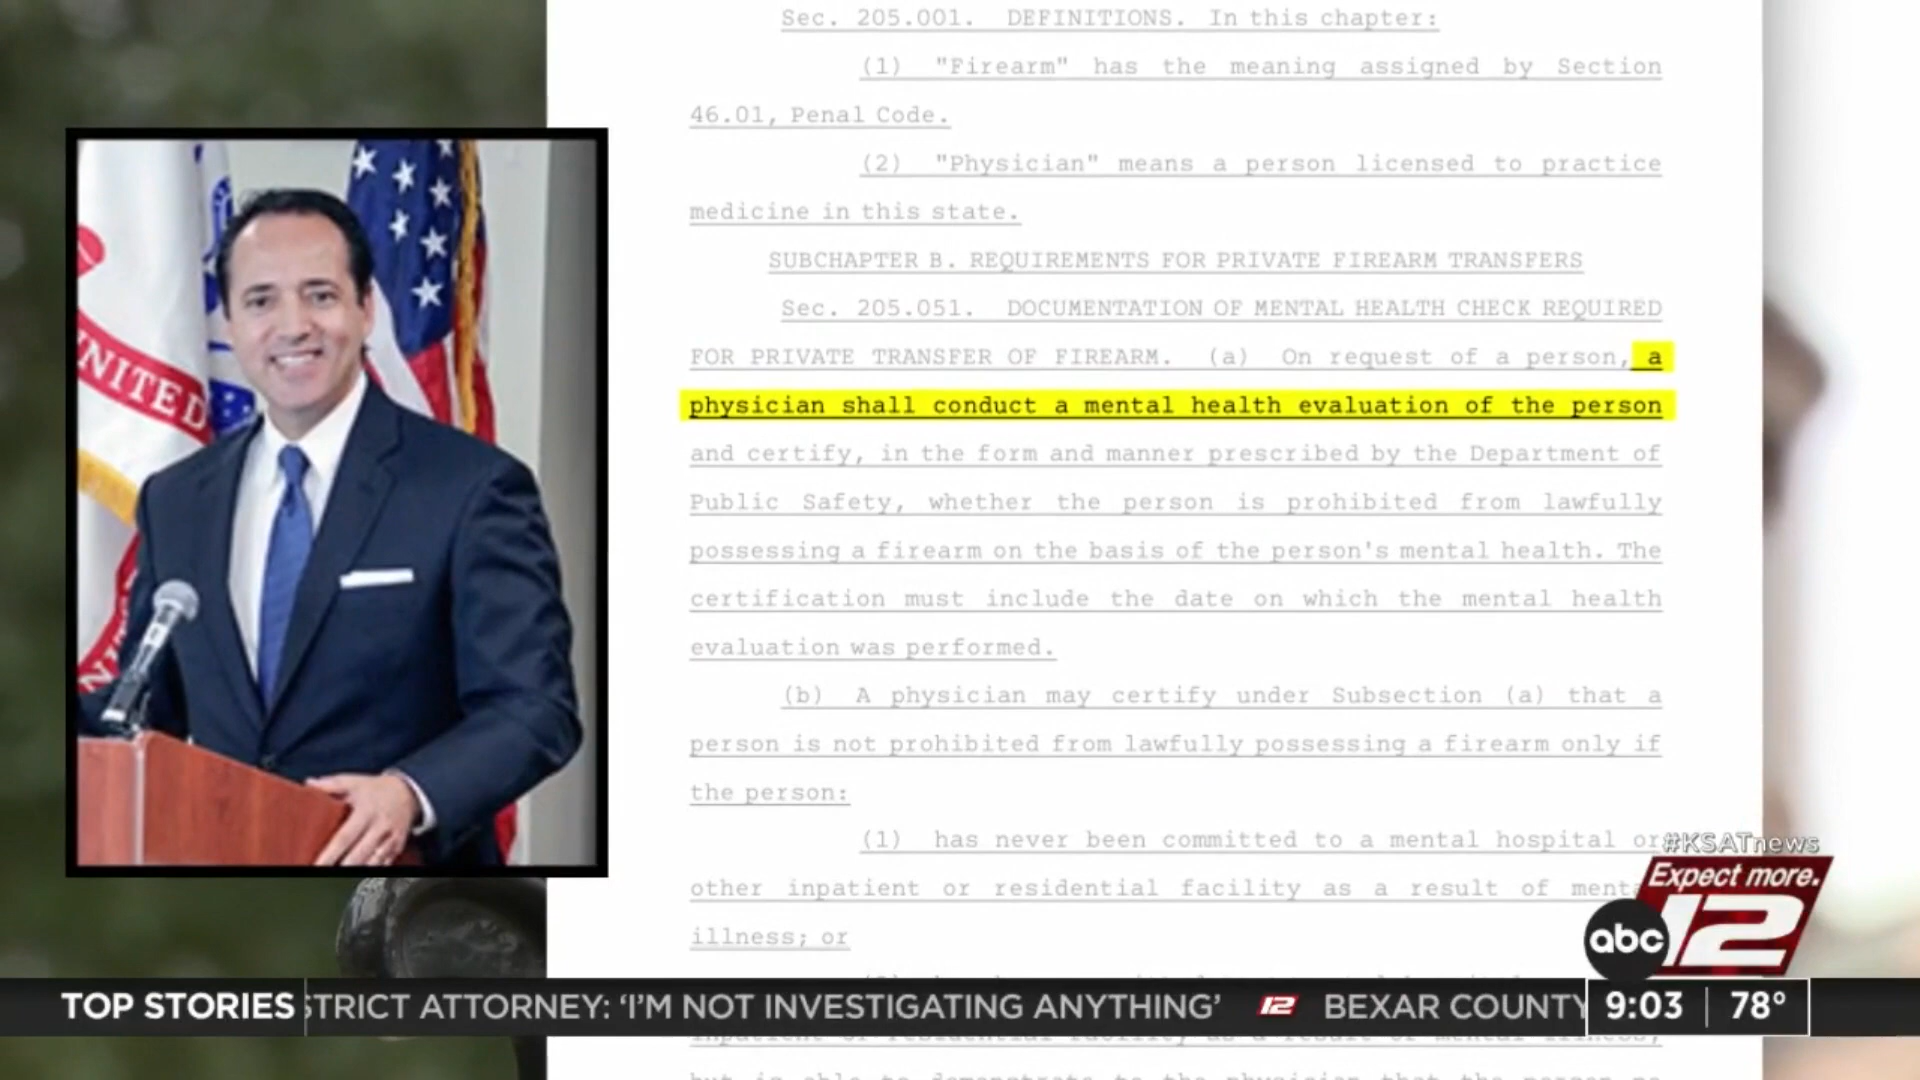 Sec. 205.001. DEFINITIONS. In this chapter:
(1) "Firearm" has the meaning assigned by Section
46.01, Penal Code.
(2) "Physician" means a person licensed to practice
medicine in this state.
SUBCHAPTER B. REQUIREMENTS FOR PRIVATE FIREARM TRANSFERS
Sec. 205.051. DOCUMENTATION OF MENTAL HEALTH CHECK REQUIRED
FOR PRIVATE TRANSFER OF FIREARM. (a) On request of a person, a
physician shall conduct a mental health evaluation of the person
and certify, in the form and manner prescribed by the Department of
Public Safety, whether the person is prohibited from lawfully
possessing a firearm on the basis of the person's mental health. The
certification must include the date on which the mental health
evaluation was performed.
(b) A physician may certify under Subsection (a) that a
person is not prohibited from lawfully possessing a firearm only if
the person:
(1) has never been committed to a mental hospital or
other inpatient or residential facility as a result of menta
illness; or
UNITED
#KSATnews
Expect more.
abc 12
TOP STORIES
STRICT ATTORNEY: ‘I’M NOT INVESTIGATING ANYTHING’ 12 BEXAR COUNTY
9:03 78°